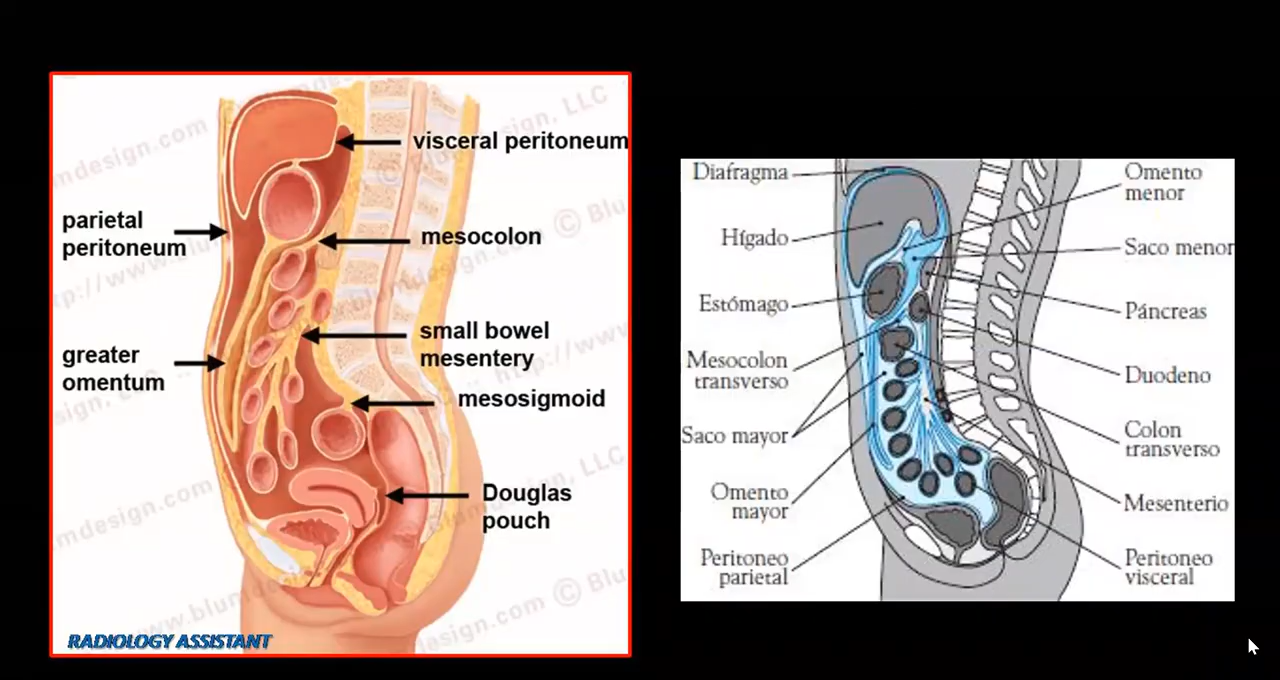 visceral peritoneum
parietal
peritoneum
mesocolon
small bowel
mesentery
greater
omentum
mesosigmoid
Douglas
pouch
RADIOLOGY ASSISTANT
Diafragma
Hígado
Estómago
Mesocolon
transverso
Saco mayor
Omento
mayor
Peritoneo
parietal
Omento
menor
Saco menor
Páncreas
Duodeno
Colon
transverso
Mesenterio
Peritoneo
visceral